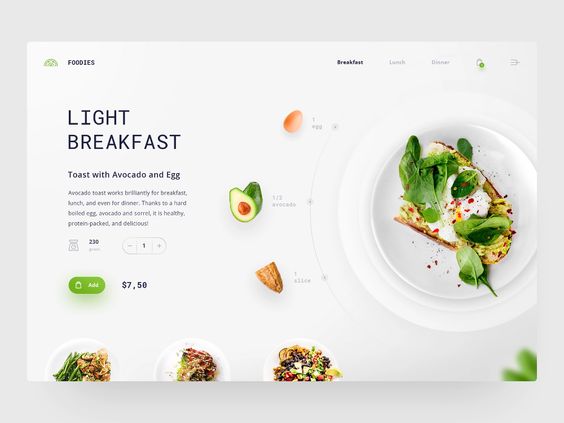 FOODIES
Breakfast
Lunch
Dinner
LIGHT
BREAKFAST
Toast with Avocado and Egg
Avocado toast works brilliantly for breakfast,
lunch, and even for dinner. Thanks to a hard
boiled egg, avocado and sorrel, it is healthy,
protein-packed, and delicious!
230
gram
1
Add
$7,50
1
egg
1/2
avocado
1
slice